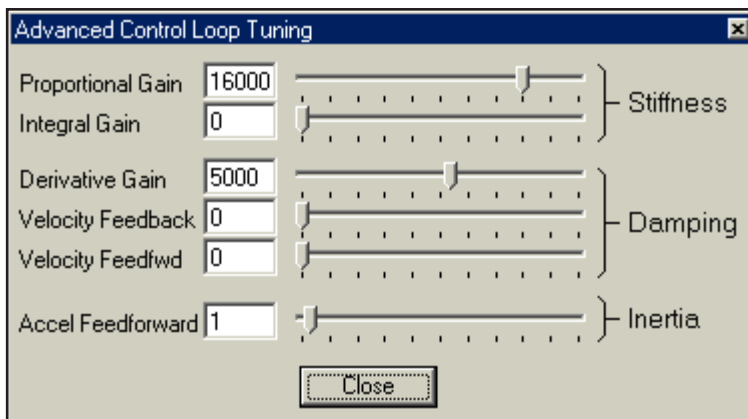 Advanced Control Loop Tuning
Proportional Gain 16000
Integral Gain 0
Stiffness
Derivative Gain 5000
Velocity Feedback 0
Velocity Feedfwd 0
Damping
Accel Feedforward 1
Inertia
Close